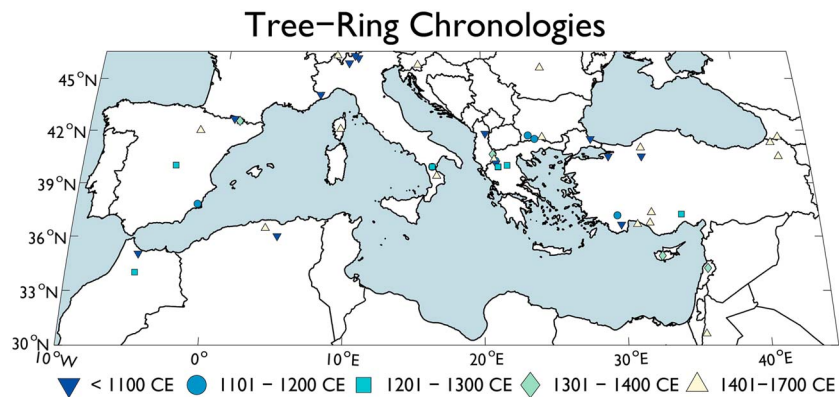 Tree-Ring Chronologies
45°N
42°N
39°N
36°N
33°N
30°N
10°W 0° 10°E 20°E 30°E 40°E
< 1100 CE 1101 - 1200 CE 1201 - 1300 CE 1301 - 1400 CE 1401-1700 CE